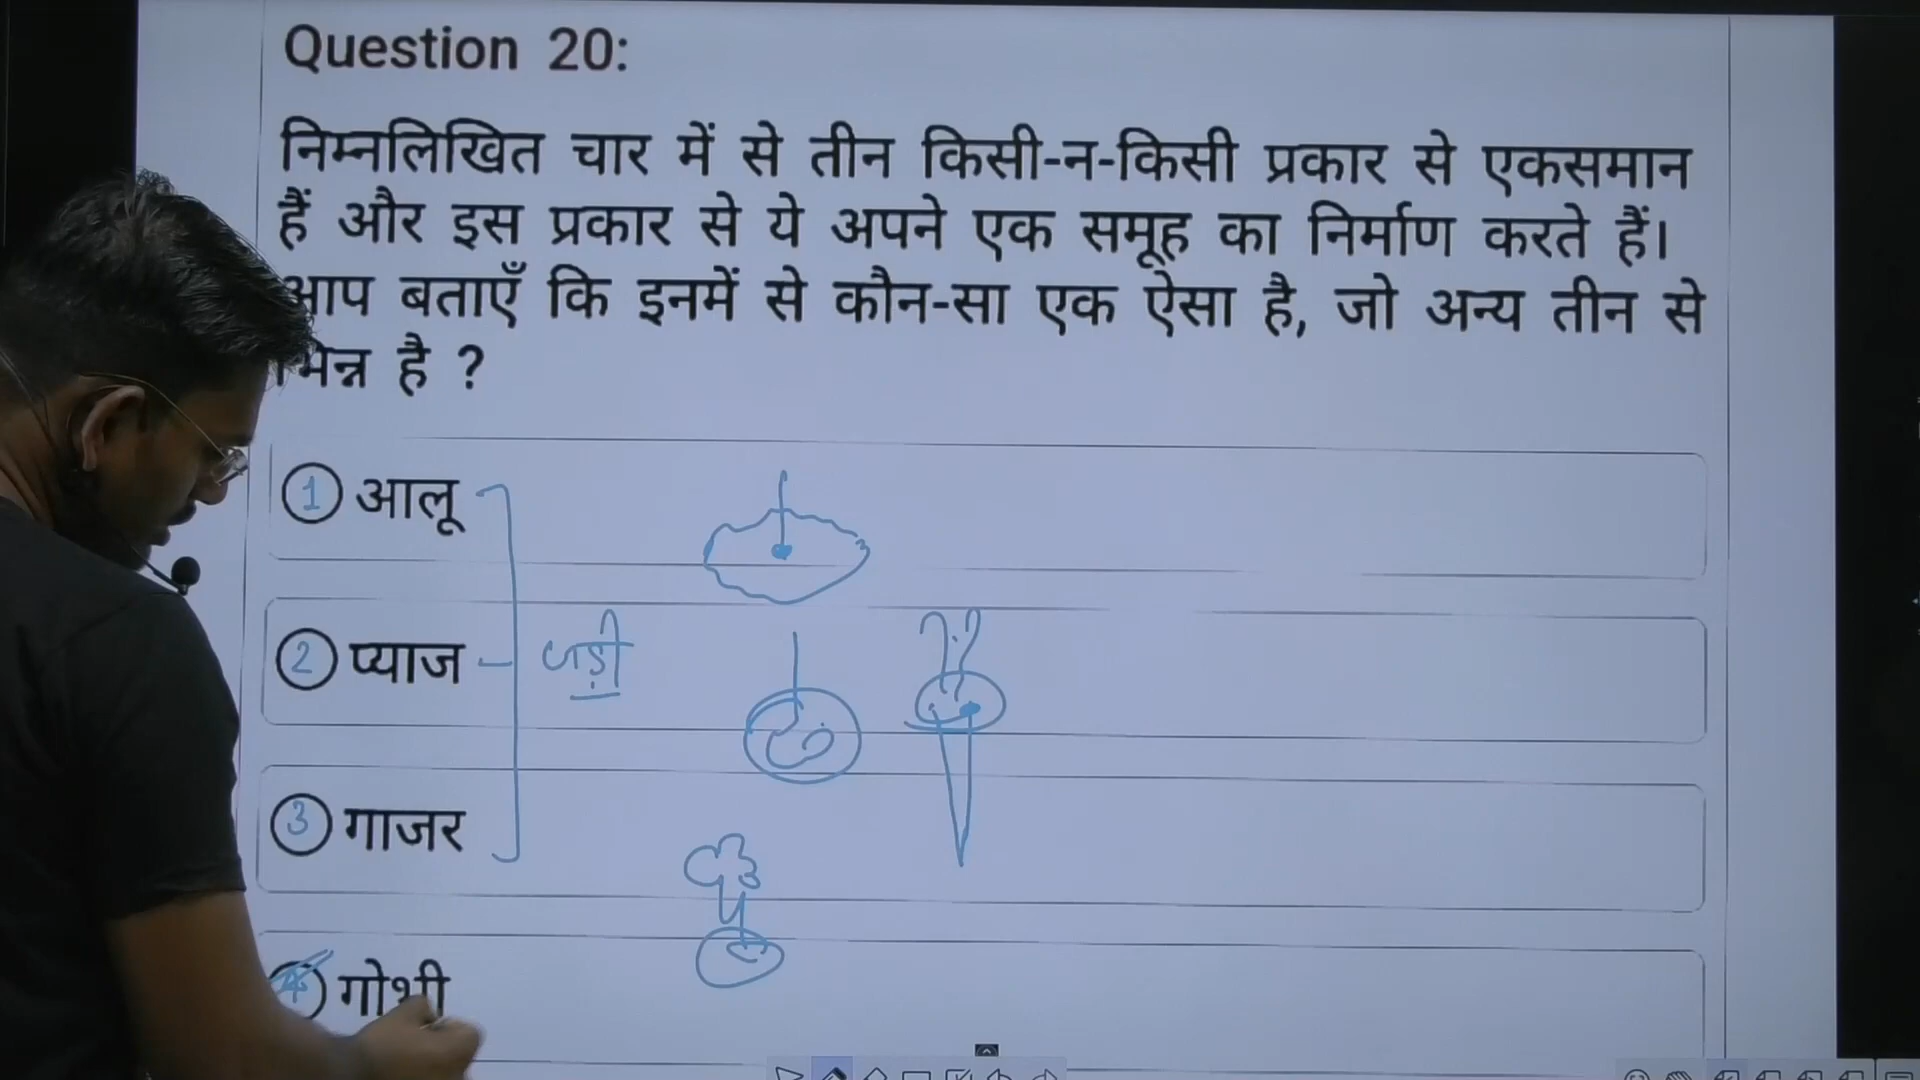 Question 20:
निम्नलिखित चार में से तीन किसी-न-किसी प्रकार से एकसमान
हैं और इस प्रकार से ये अपने एक समूह का निर्माण करते हैं।
आप बताएँ कि इनमें से कौन-सा एक ऐसा है, जो अन्य तीन से
भिन्न है ?
1 आलू
2 प्याज
जड़ी
3 गाजर
4 गोभी